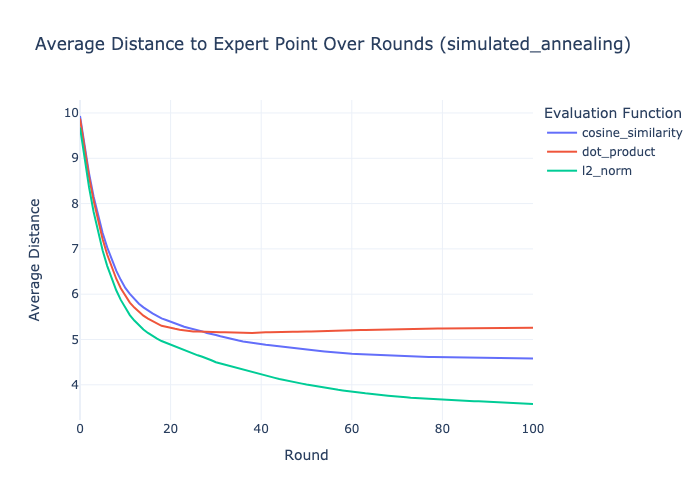 Average Distance to Expert Point Over Rounds (simulated_annealing)
Evaluation Function
cosine_similarity
dot_product
l2_norm
Average Distance
10
9
8
7
6
5
4
0 20 40 60 80 100
Round